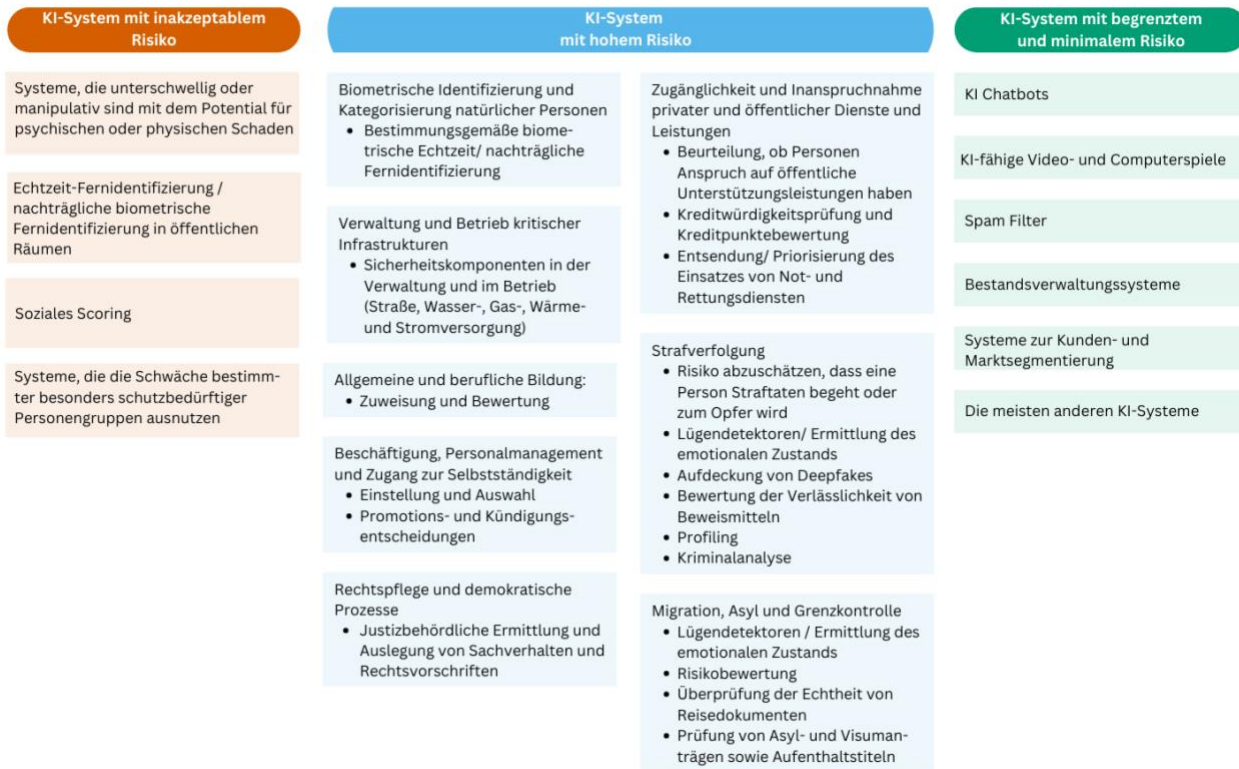 KI-System mit inakzeptablem
Risiko
Systeme, die unterschwellig oder
manipulativ sind mit dem Potential für
psychischen oder physischen Schaden
Echtzeit-Fernidentifizierung /
nachträgliche biometrische
Fernidentifizierung in öffentlichen
Räumen
Soziales Scoring
Systeme, die die Schwäche bestimm-
ter besonders schutzbedürftiger
Personengruppen ausnutzen
KI-System
mit hohem Risiko
Biometrische Identifizierung und
Kategorisierung natürlicher Personen
• Bestimmungsgemäße biome-
trische Echtzeit/ nachträgliche
Fernidentifizierung
Verwaltung und Betrieb kritischer
Infrastrukturen
• Sicherheitskomponenten in der
Verwaltung und im Betrieb
(Straße, Wasser-, Gas-, Wärme-
und Stromversorgung)
Allgemeine und berufliche Bildung:
• Zuweisung und Bewertung
Beschäftigung, Personalmanagement
und Zugang zur Selbstständigkeit
• Einstellung und Auswahl
• Promotions- und Kündigungs-
entscheidungen
Rechtspflege und demokratische
Prozesse
• Justizbehördliche Ermittlung und
Auslegung von Sachverhalten und
Rechtsvorschriften
Zugänglichkeit und Inanspruchnahme
privater und öffentlicher Dienste und
Leistungen
• Beurteilung, ob Personen
Anspruch auf öffentliche
Unterstützungsleistungen haben
• Kreditwürdigkeitsprüfung und
Kreditpunktebewertung
• Entsendung/ Priorisierung des
Einsatzes von Not- und
Rettungsdiensten
Strafverfolgung
• Risiko abzuschätzen, dass eine
Person Straftaten begeht oder
zum Opfer wird
• Lügendetektoren/ Ermittlung des
emotionalen Zustands
• Aufdeckung von Deepfakes
• Bewertung der Verlässlichkeit von
Beweismitteln
• Profiling
• Kriminalanalyse
Migration, Asyl und Grenzkontrolle
• Lügendetektoren / Ermittlung des
emotionalen Zustands
• Risikobewertung
• Überprüfung der Echtheit von
Reisedokumenten
• Prüfung von Asyl- und Visuman-
trägen sowie Aufenthaltstiteln
KI-System mit begrenztem
und minimalem Risiko
KI Chatbots
KI-fähige Video- und Computerspiele
Spam Filter
Bestandsverwaltungssysteme
Systeme zur Kunden- und
Marktsegmentierung
Die meisten anderen KI-Systeme